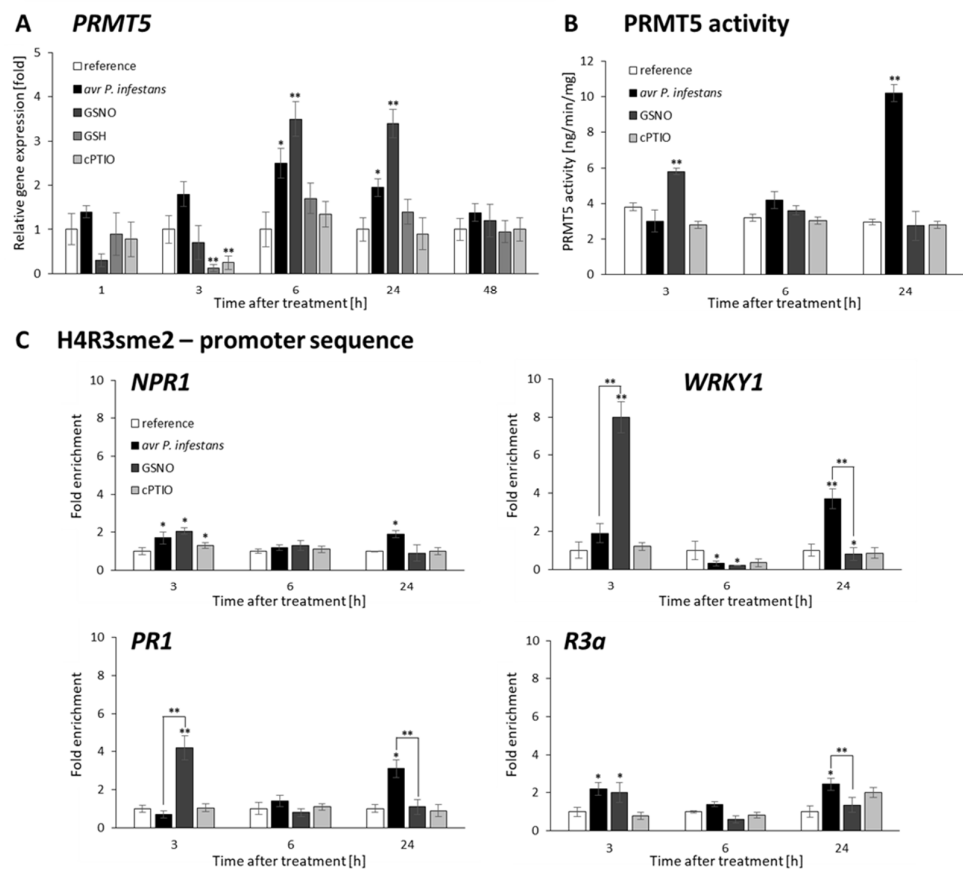 A PRMT5
Relative gene expression [fold]
5
4
3
2
1
0
reference
avr P. infestans
GSNO
GSH
cPTIO
** ** * ** ** *
1 3 6 24 48
Time after treatment [h]
B PRMT5 activity
PRMT5 activity [ng/min/mg]
12
10
8
6
4
2
0
reference
avr P. infestans
GSNO
cPTIO
** **
3 6 24
Time after treatment [h]
C H4R3sme2 – promoter sequence
NPR1
Fold enrichment
10
8
6
4
2
0
reference
avr P. infestans
GSNO
cPTIO
* * * *
3 6 24
Time after treatment [h]
WRKY1
Fold enrichment
10
8
6
4
2
0
** ** * * ** ** *
3 6 24
Time after treatment [h]
PR1
Fold enrichment
10
8
6
4
2
0
** ** * **
3 6 24
Time after treatment [h]
R3a
Fold enrichment
10
8
6
4
2
0
* * * **
3 6 24
Time after treatment [h]